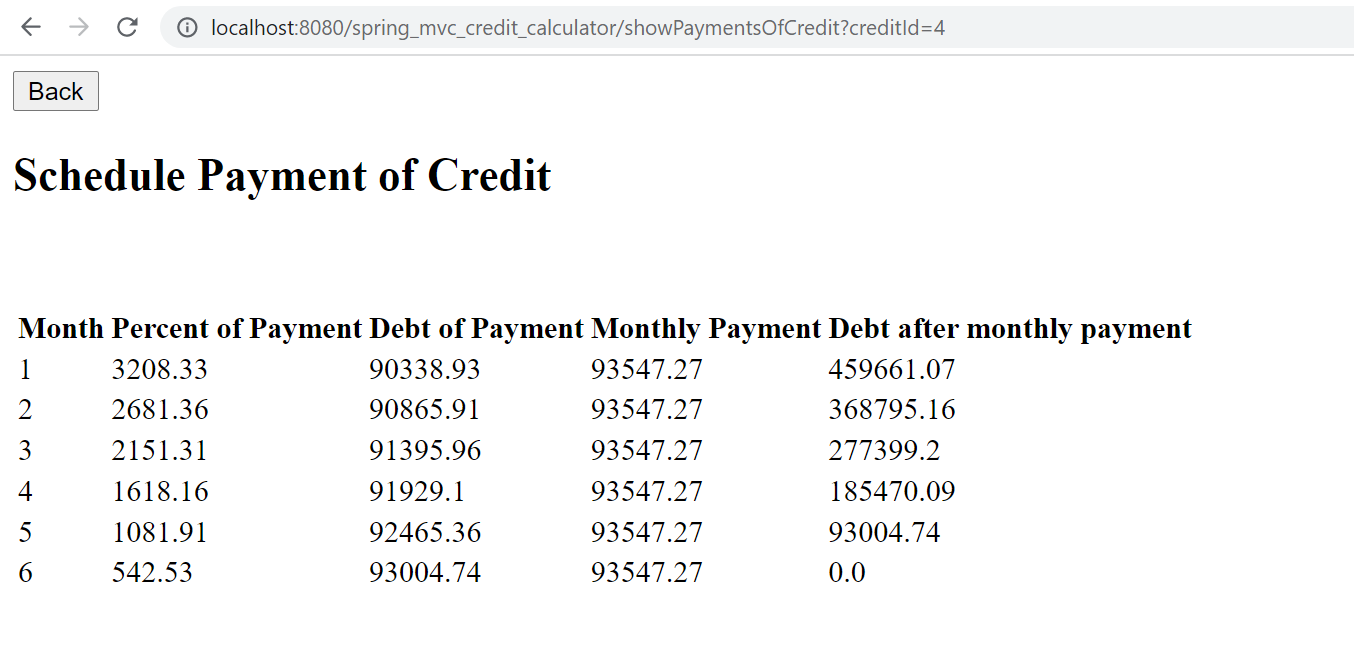 localhost:8080/spring_mvc_credit_calculator/showPaymentsOfCredit?creditId=4
Back
Schedule Payment of Credit
Month Percent of Payment Debt of Payment Monthly Payment Debt after monthly payment
1 3208.33 90338.93 93547.27 459661.07
2 2681.36 90865.91 93547.27 368795.16
3 2151.31 91395.96 93547.27 277399.2
4 1618.16 91929.1 93547.27 185470.09
5 1081.91 92465.36 93547.27 93004.74
6 542.53 93004.74 93547.27 0.0